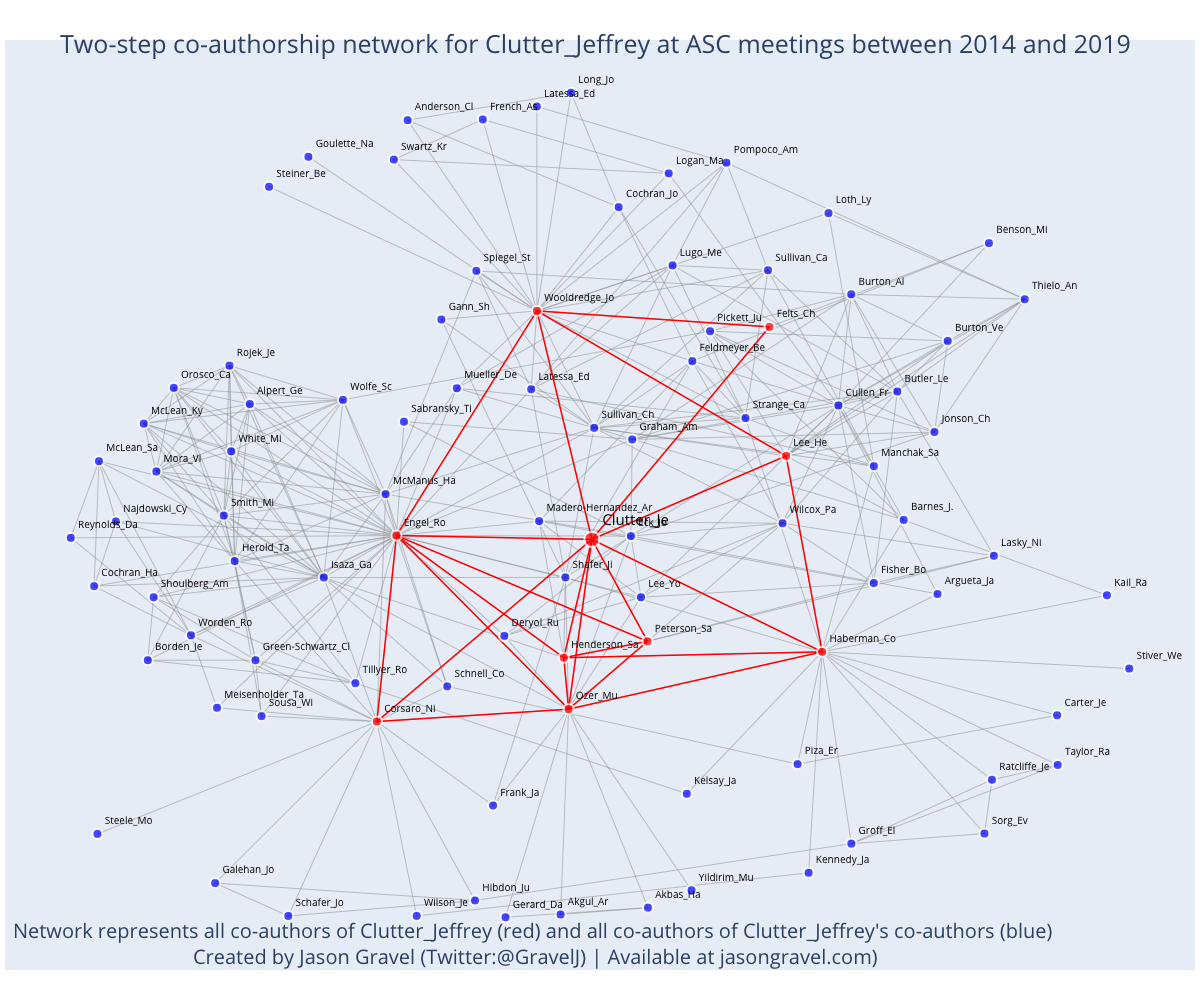 Two-step co-authorship network for Clutter_Jeffrey at ASC meetings between 2014 and 2019
Long_Jo
Latessa_Ed
Anderson_Cl
French_As
Goulette_Na
Swartz_Kr
Pompoco_Am
Logan_Ma
Steiner_Be
Cochran_Jo
Loth_Ly
Benson_Mi
Spiegel_St
Lugo_Me
Sullivan_Ca
Burton_Al
Thielo_An
Wooldredge_Jo
Gann_Sh
Pickett_Ju
Felts_Ch
Burton_Ve
Feldmeyer_Be
Rojek_Je
Orosco_Ca
Alpert_Ge
Wolfe_Sc
Mueller_De
Latessa_Ed
Cullen_Fr
Butler_Le
McLean_Ky
Sabransky_Ti
Sullivan_Ch
Graham_Am
Strange_Ca
Jonson_Ch
McLean_Sa
White_Mi
Lee_He
Manchak_Sa
Mora_Vi
McManus_Ha
Najdowski_Cy
Smith_Mi
Madero-Hernandez_Ar
Wilcox_Pa
Barnes_J.
Reynolds_Da
Engel_Ro
Clutter_Je
Herold_Ta
Isaza_Ga
Shafer_Ji
Lasky_Ni
Cochran_Ha
Shoulberg_Am
Lee_Yo
Fisher_Bo
Argueta_Ja
Kail_Ra
Worden_Ro
Deryol_Ru
Peterson_Sa
Borden_Je
Green-Schwartz_Cl
Henderson_Sa
Haberman_Co
Stiver_We
Tillyer_Ro
Schnell_Co
Meisenholder_Ta
Sousa_Wi
Corsaro_Ni
Ozer_Mu
Carter_Je
Piza_Er
Taylor_Ra
Kelsay_Ja
Ratcliffe_Je
Steele_Mo
Frank_Ja
Groff_El
Sorg_Ev
Galehan_Jo
Kennedy_Ja
Hibdon_Ju
Yildirim_Mu
Schafer_Jo
Wilson_Je
Gerard_Da
Akgul_Ar
Akbas_Ha
Network represents all co-authors of Clutter_Jeffrey (red) and all co-authors of Clutter_Jeffrey's co-authors (blue)
Created by Jason Gravel (Twitter:@GravelJ) | Available at jasongravel.com)